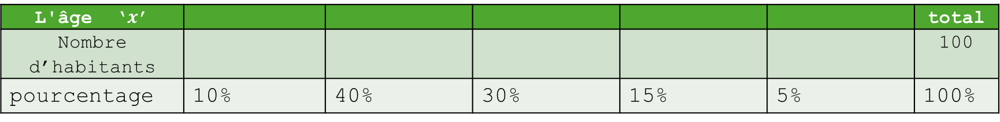 L'âge ‘x’ total
Nombre 100
d’habitants
pourcentage 10% 40% 30% 15% 5% 100%